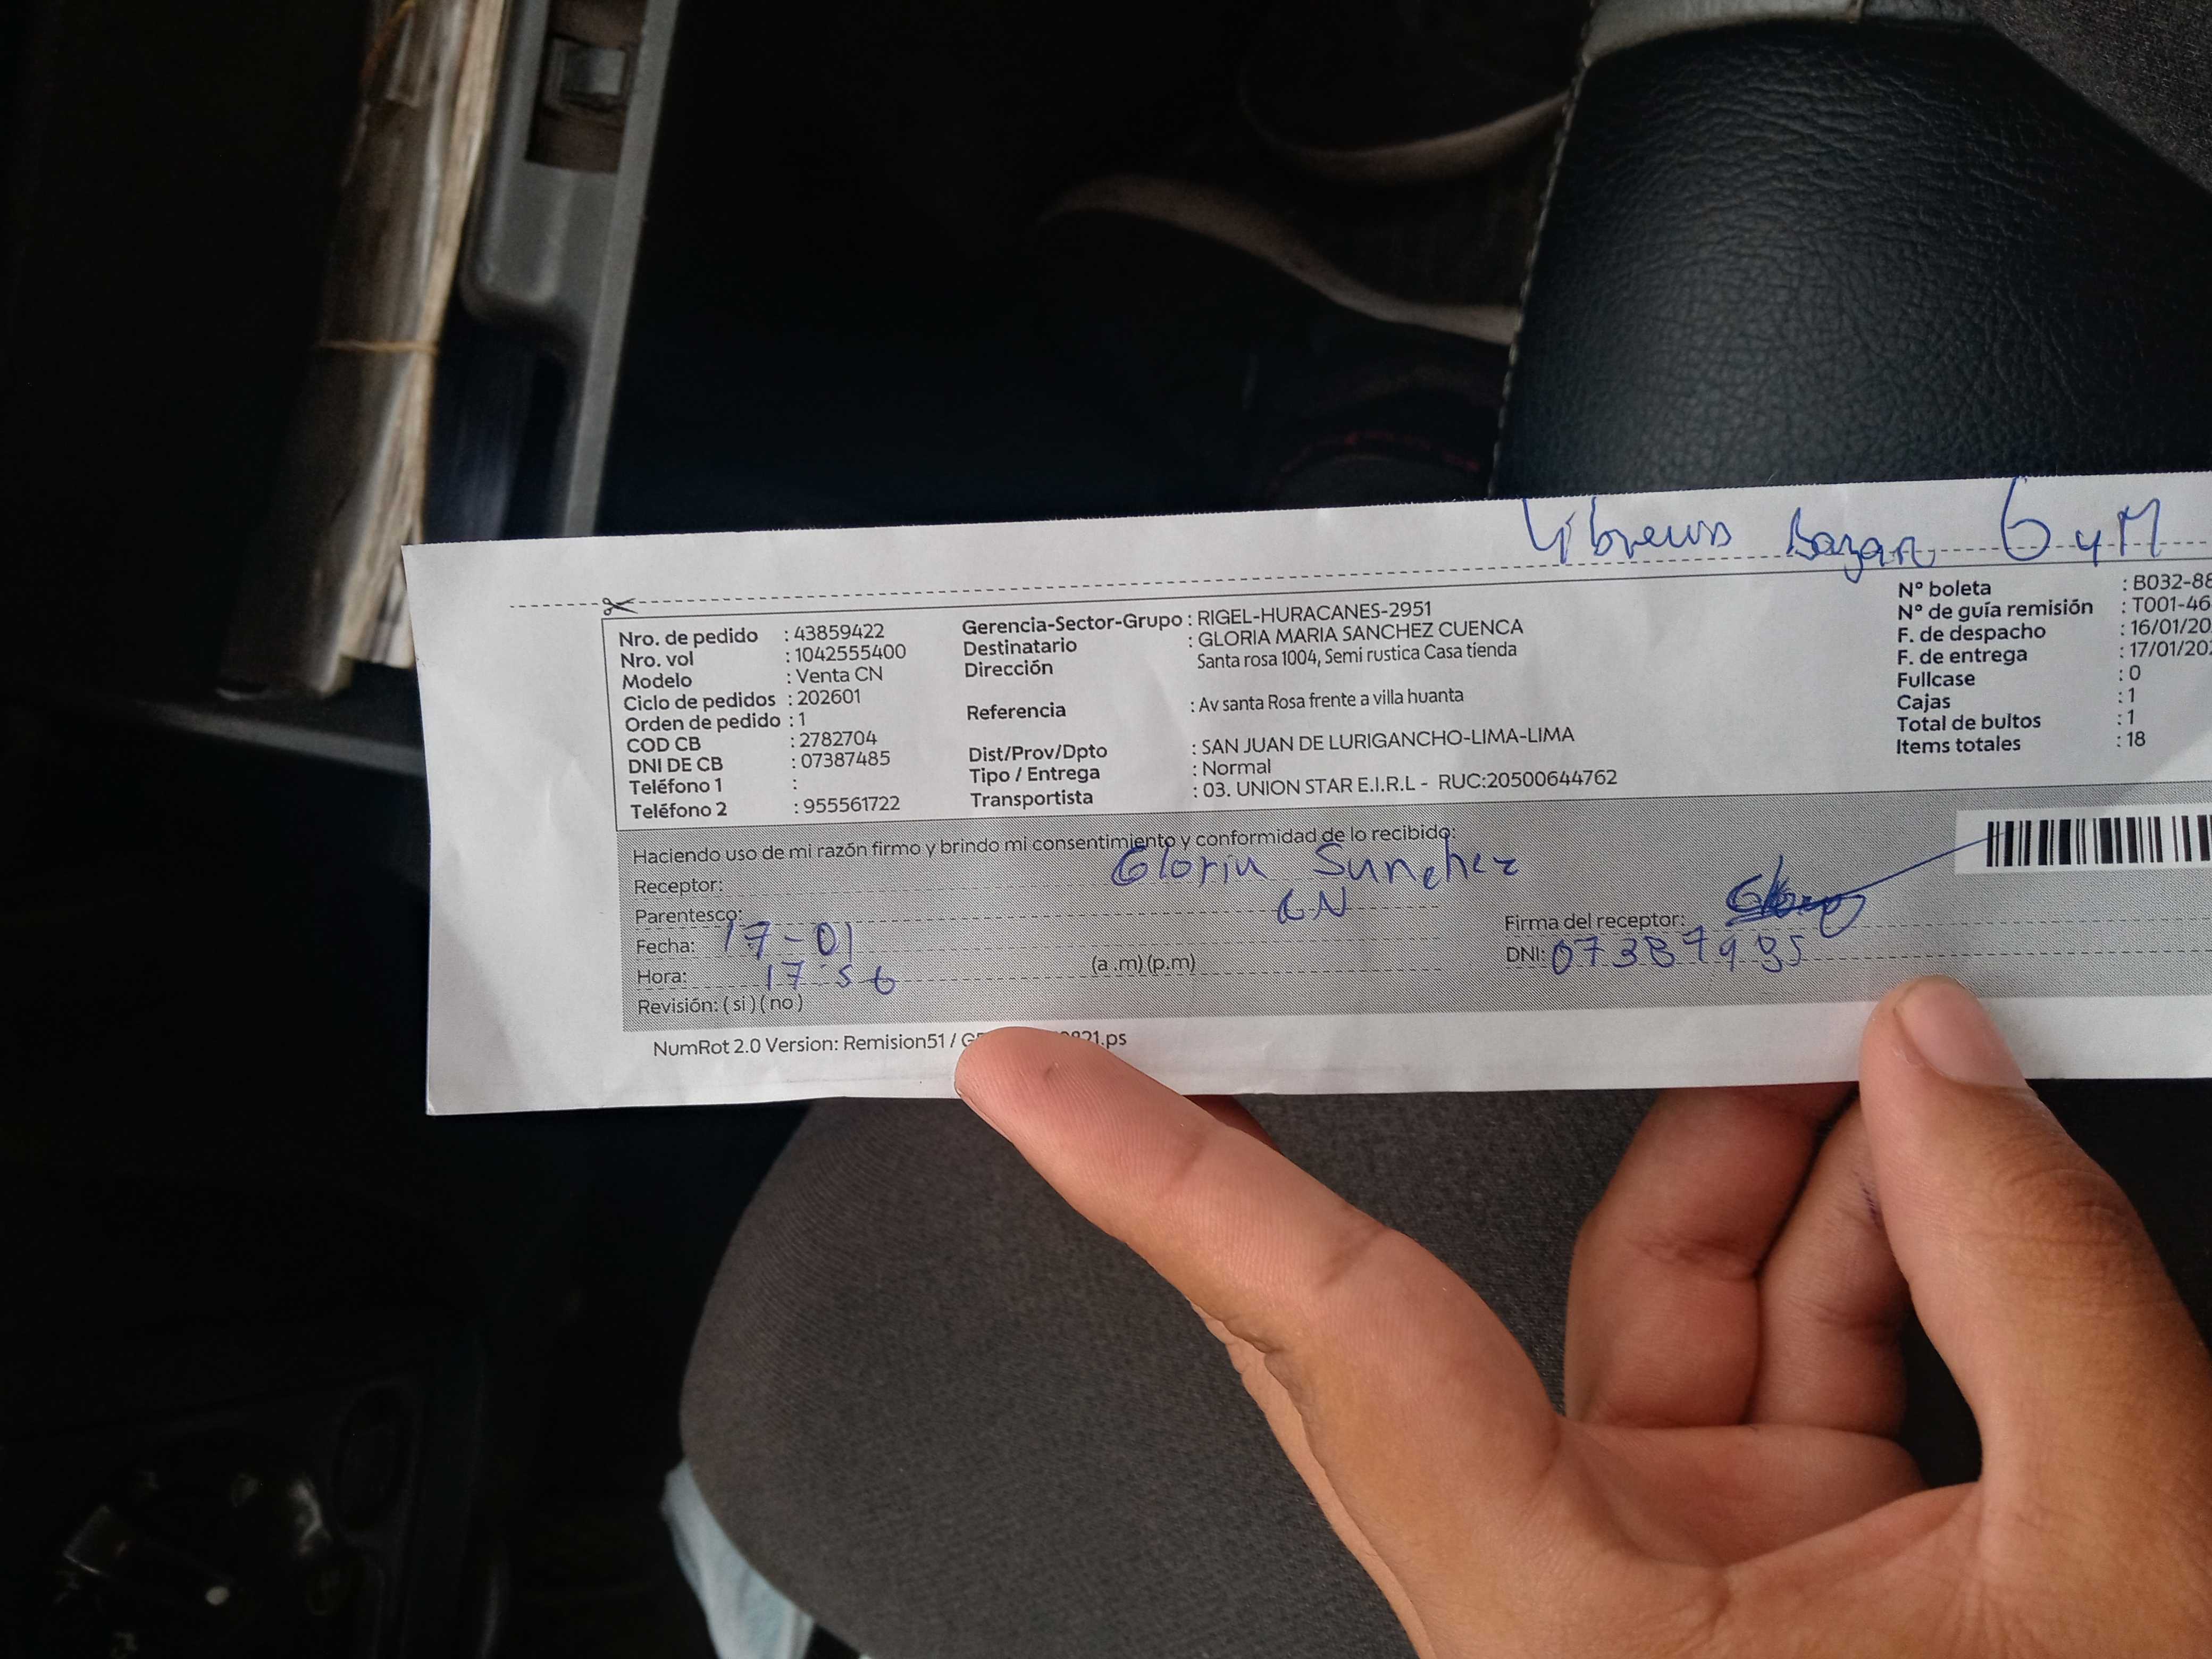 Librería Bazar G y M
Nro. de pedido : 43859422
Nro. vol : 1042555400
Modelo : Venta CN
Ciclo de pedidos : 202601
Orden de pedido : 1
COD CB : 2782704
DNI DE CB : 07387485
Teléfono 1 :
Teléfono 2 : 955561722
Gerencia-Sector-Grupo : RIGEL-HURACANES-2951
Destinatario : GLORIA MARIA SANCHEZ CUENCA
Dirección Santa rosa 1004, Semi rustica Casa tienda
Referencia : Av santa Rosa frente a villa huanta
Dist/Prov/Dpto : SAN JUAN DE LURIGANCHO-LIMA-LIMA
Tipo / Entrega : Normal
Transportista : 03. UNION STAR E.I.R.L - RUC:20500644762
N° boleta : B032-88
N° de guía remisión : T001-46
F. de despacho : 16/01/20
F. de entrega : 17/01/20
Fullcase : 0
Cajas : 1
Total de bultos : 1
Items totales : 18
Haciendo uso de mi razón firmo y brindo mi consentimiento y conformidad de lo recibido:
Receptor: Gloria Sanchez
Parentesco: CN
Fecha: 17-01
Hora: 17:56 (a .m) (p.m)
Revisión: ( si ) ( no )
Firma del receptor:
DNI: 07387485
NumRot 2.0 Version: Remision51 / 821.ps